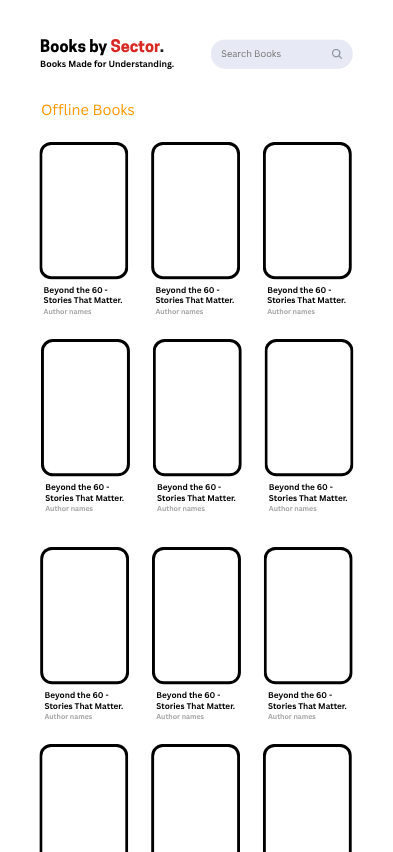 Books by Sector.
Books Made for Understanding.
Search Books
Offline Books
Beyond the 60 -
Stories That Matter.
Author names
Beyond the 60 -
Stories That Matter.
Author names
Beyond the 60 -
Stories That Matter.
Author names
Beyond the 60 -
Stories That Matter.
Author names
Beyond the 60 -
Stories That Matter.
Author names
Beyond the 60 -
Stories That Matter.
Author names
Beyond the 60 -
Stories That Matter.
Author names
Beyond the 60 -
Stories That Matter.
Author names
Beyond the 60 -
Stories That Matter.
Author names